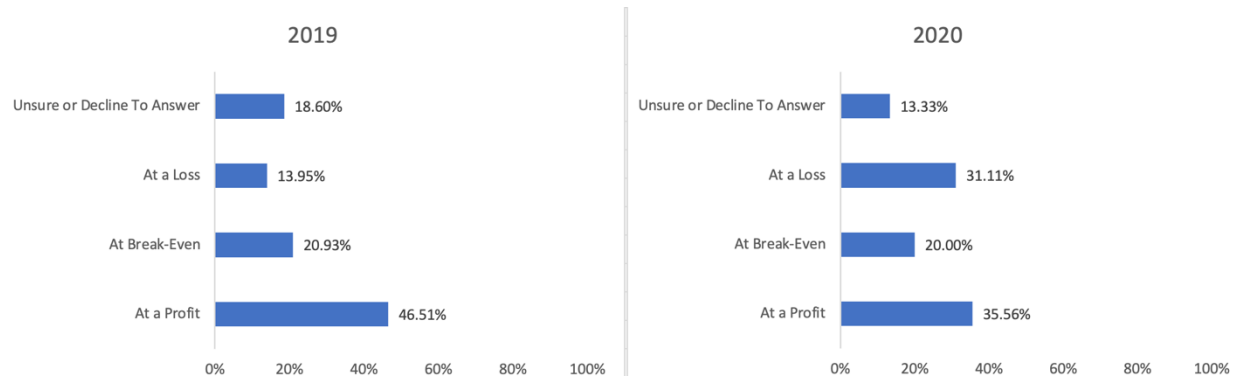 2019
Unsure or Decline To Answer 18.60%
At a Loss 13.95%
At Break-Even 20.93%
At a Profit 46.51%
0% 20% 40% 60% 80% 100%
2020
Unsure or Decline To Answer 13.33%
At a Loss 31.11%
At Break-Even 20.00%
At a Profit 35.56%
0% 20% 40% 60% 80% 100%